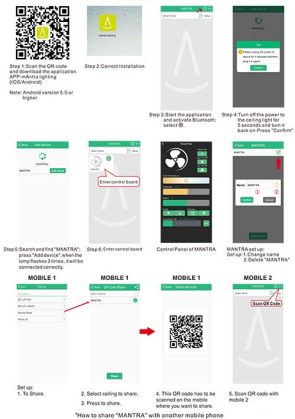 Step 1:Scan the QR code
and download the application
APP:mAntra lighting
(IOS/Android)
Note: Android version 5.0 or
higher
Step 2:Correct Installation
Step 3:Start the application
and activate Bluetooth;
select
Step 4:Turn off the power to
the ceiling light for
5 seconds and turn it
back on.Press "Confirm".
MANTRA
Enter control board
MANTRA
Name
MANTRA
Step 5:Search and find "MANTRA";
press "Add device",when the
lamp flashes 3 times, it will be
connected correctly.
Step 6:Enter control board
Control Panel of MANTRA
MANTRA set up:
Set up:1. Change name
2.Delete "MANTRA"
MOBILE 1
MOBILE 1
MOBILE 1
MOBILE 2
Setting
Scan QR Code
Set up:
1. To Share.
2. Select ceiling to share.
3. Press to share.
4. This QR code has to be
scanned on the mobile
where you want to share.
5. Scan QR-code with
mobile 2
"How to share "MANTRA" with another mobile phone